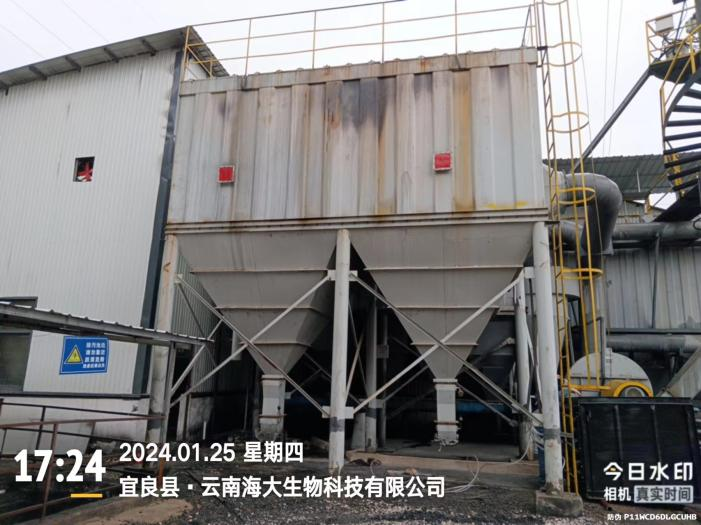 17:24
2024.01.25 星期四
宜良县·云南海大生物科技有限公司
今日水印
相机 真实时间
防伪 P11WCD6DLGCUHB